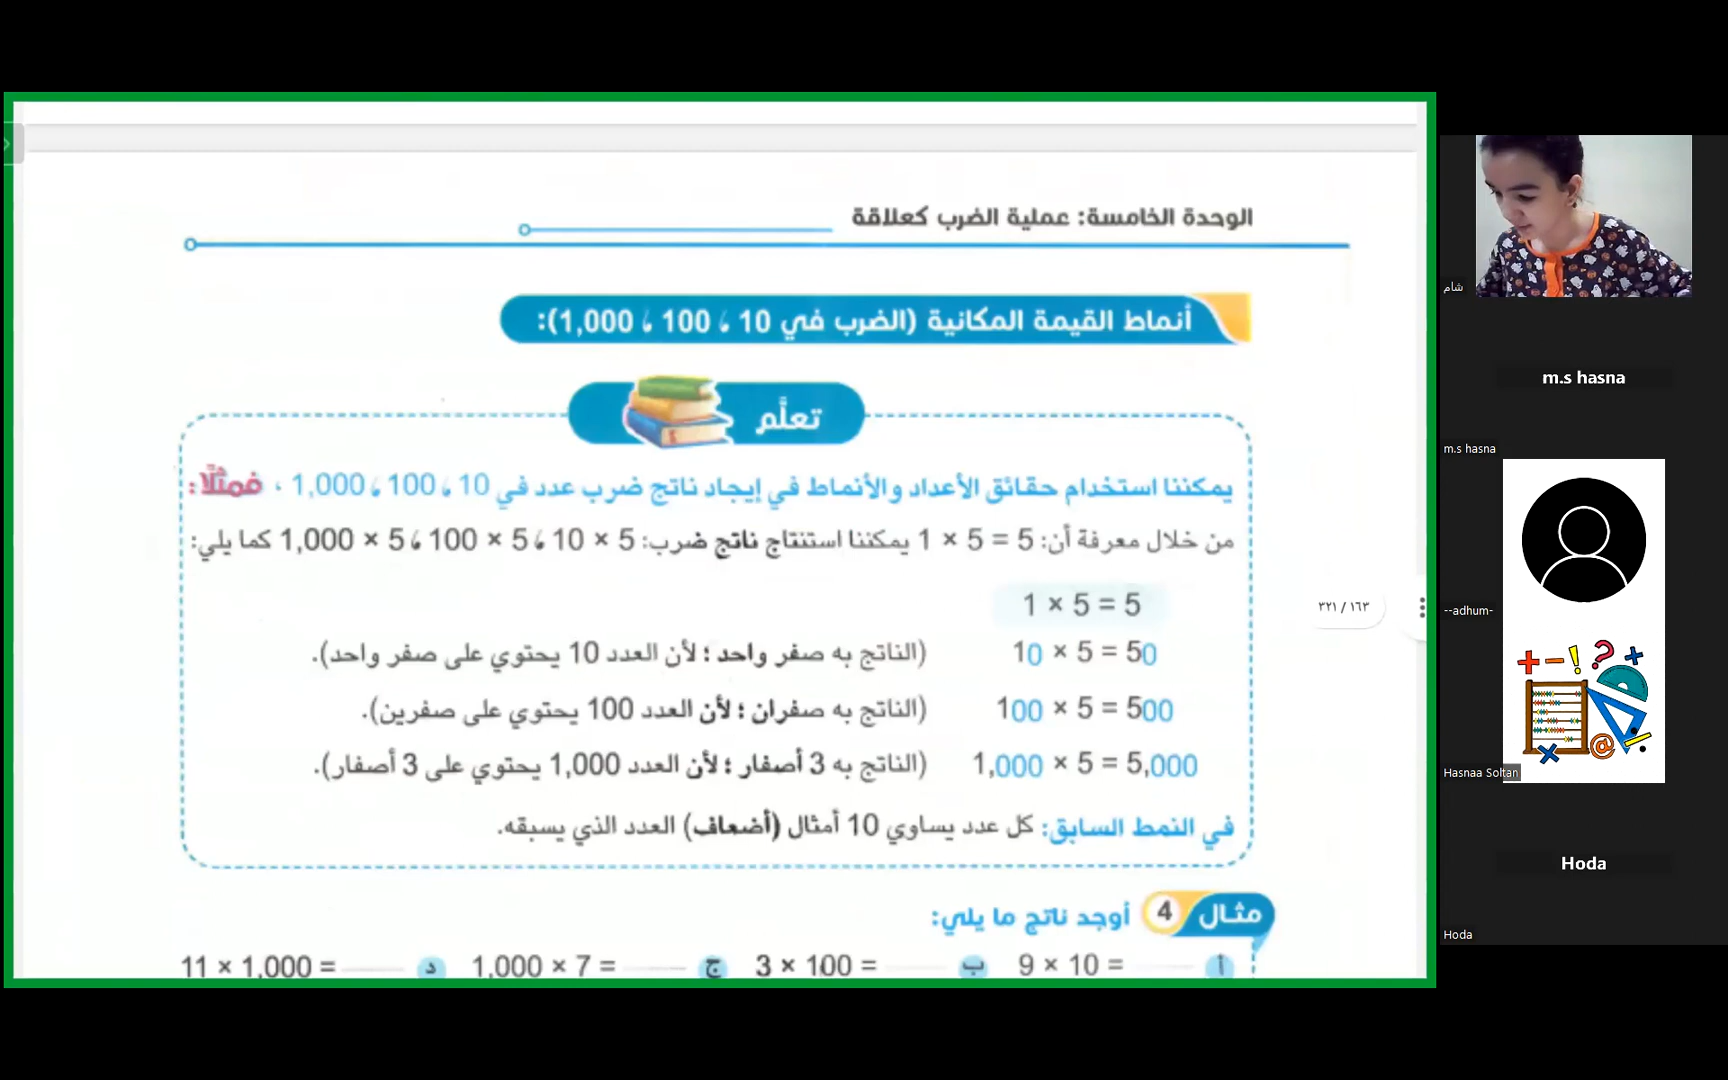 الوحدة الخامسة: عملية الضرب كعلاقة
أنماط القيمة المكانية (الضرب في 10 ، 100 ، 1,000):
تعلَّم
يمكننا استخدام حقائق الأعداد والأنماط في إيجاد ناتج ضرب عدد في 10 ، 100 ، 1,000 ، فمثلًا:
من خلال معرفة أن: 1 × 5 = 5 يمكننا استنتاج ناتج ضرب: 10 × 5 ، 100 × 5 ، 1,000 × 5 كما يلي:
1 × 5 = 5
10 × 5 = 50 (الناتج به صفر واحد ؛ لأن العدد 10 يحتوي على صفر واحد).
100 × 5 = 500 (الناتج به صفران ؛ لأن العدد 100 يحتوي على صفرين).
1,000 × 5 = 5,000 (الناتج به 3 أصفار ؛ لأن العدد 1,000 يحتوي على 3 أصفار).
في النمط السابق: كل عدد يساوي 10 أمثال (أضعاف) العدد الذي يسبقه.
مثال 4 أوجد ناتج ما يلي:
أ 9 × 10 = ب 3 × 100 = ج 1,000 × 7 = د 11 × 1,000 =
٣٢١ / ١٦٣
شام
m.s hasna
m.s hasna
--adhum-
Hasnaa Soltan
Hoda
Hoda